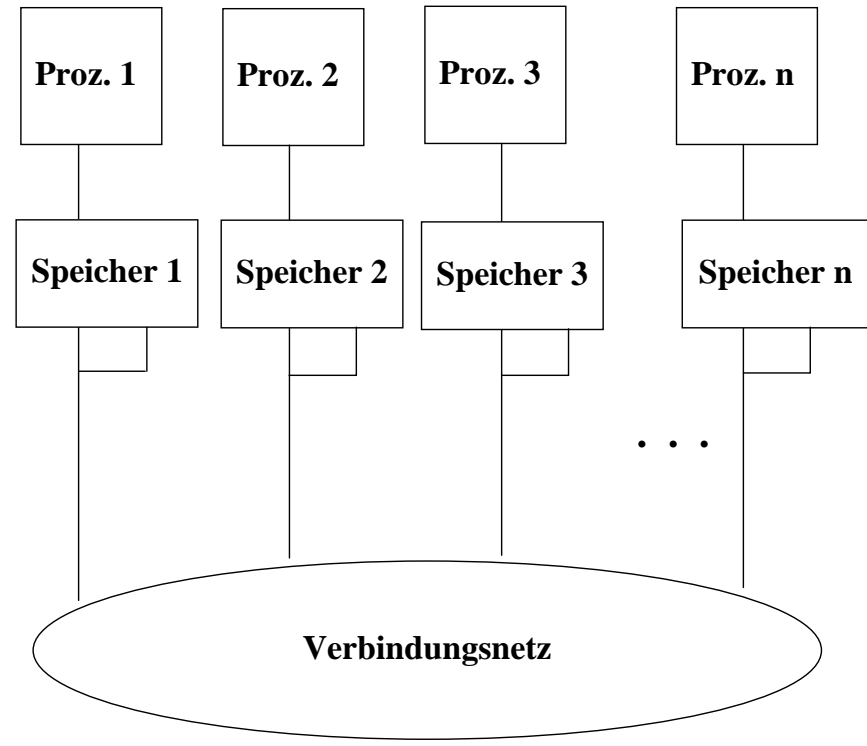 Proz. 1
Proz. 2
Proz. 3
Proz. n
Speicher 1
Speicher 2
Speicher 3
Speicher n
. . .
Verbindungsnetz